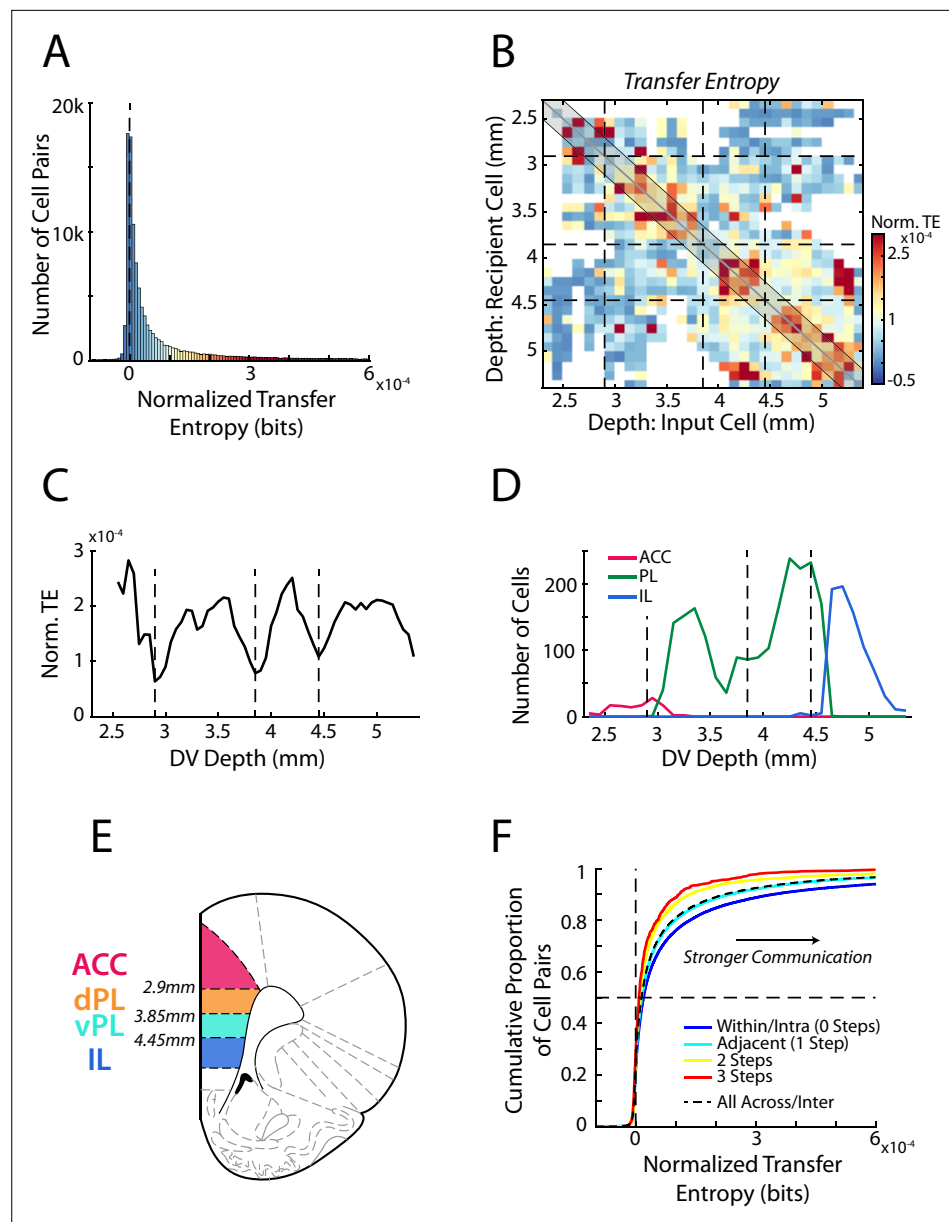 A
20k
10k
0
Number of Cell Pairs
0
3
6
x10⁻⁴
Normalized Transfer
Entropy (bits)
B
Transfer Entropy
2.5
3
3.5
4
4.5
5
Depth: Recipient Cell (mm)
2.5
3
3.5
4
4.5
5
Depth: Input Cell (mm)
Norm. TE
x10⁻⁴
2.5
1
-0.5
C
x10⁻⁴
3
2
1
0
Norm. TE
2.5
3
3.5
4
4.5
5
DV Depth (mm)
D
ACC
PL
IL
200
100
0
Number of Cells
2.5
3
3.5
4
4.5
5
DV Depth (mm)
E
ACC
2.9mm
dPL
3.85mm
vPL
4.45mm
IL
F
1
0.8
0.6
0.4
0.2
0
Cumulative Proportion
of Cell Pairs
Stronger Communication
Within/Intra (0 Steps)
Adjacent (1 Step)
2 Steps
3 Steps
All Across/Inter
0
3
6
x10⁻⁴
Normalized Transfer
Entropy (bits)